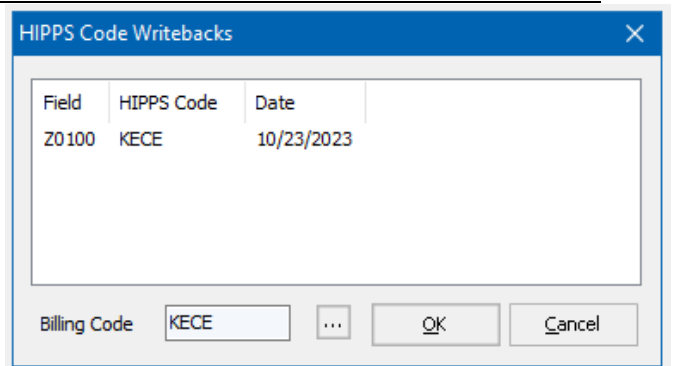 HIPPS Code Writebacks
Field HIPPS Code Date
Z0100 KECE 10/23/2023
Billing Code KECE ... OK Cancel